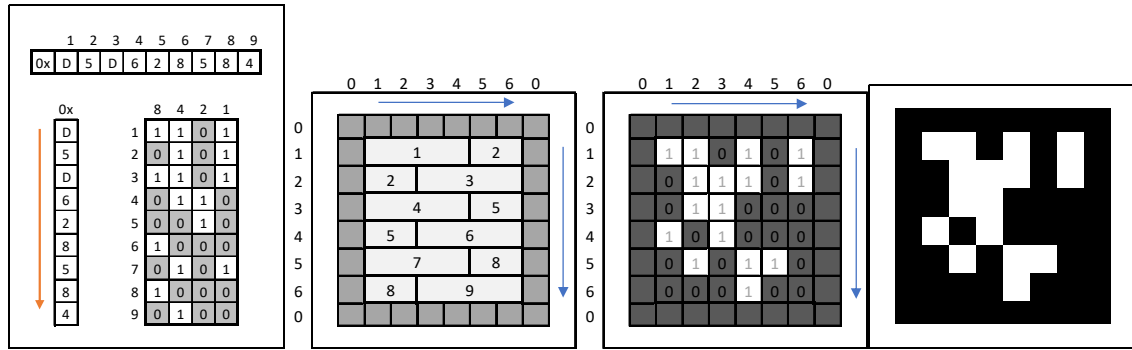 1 2 3 4 5 6 7 8 9
0x D 5 D 6 2 8 5 8 4
0x
D
5
D
6
2
8
5
8
4
8 4 2 1
1 1 1 0 1
2 0 1 0 1
3 1 1 0 1
4 0 1 1 0
5 0 0 1 0
6 1 0 0 0
7 0 1 0 1
8 1 0 0 0
9 0 1 0 0
0 1 2 3 4 5 6 0
0
1 1 2
2 2 3
3 4 5
4 5 6
5 7 8
6 8 9
0
0 1 2 3 4 5 6 0
0
1 1 1 0 1 0 1
2 0 1 1 1 0 1
3 0 1 1 0 0 0
4 1 0 1 0 0 0
5 0 1 0 1 1 0
6 0 0 0 1 0 0
0